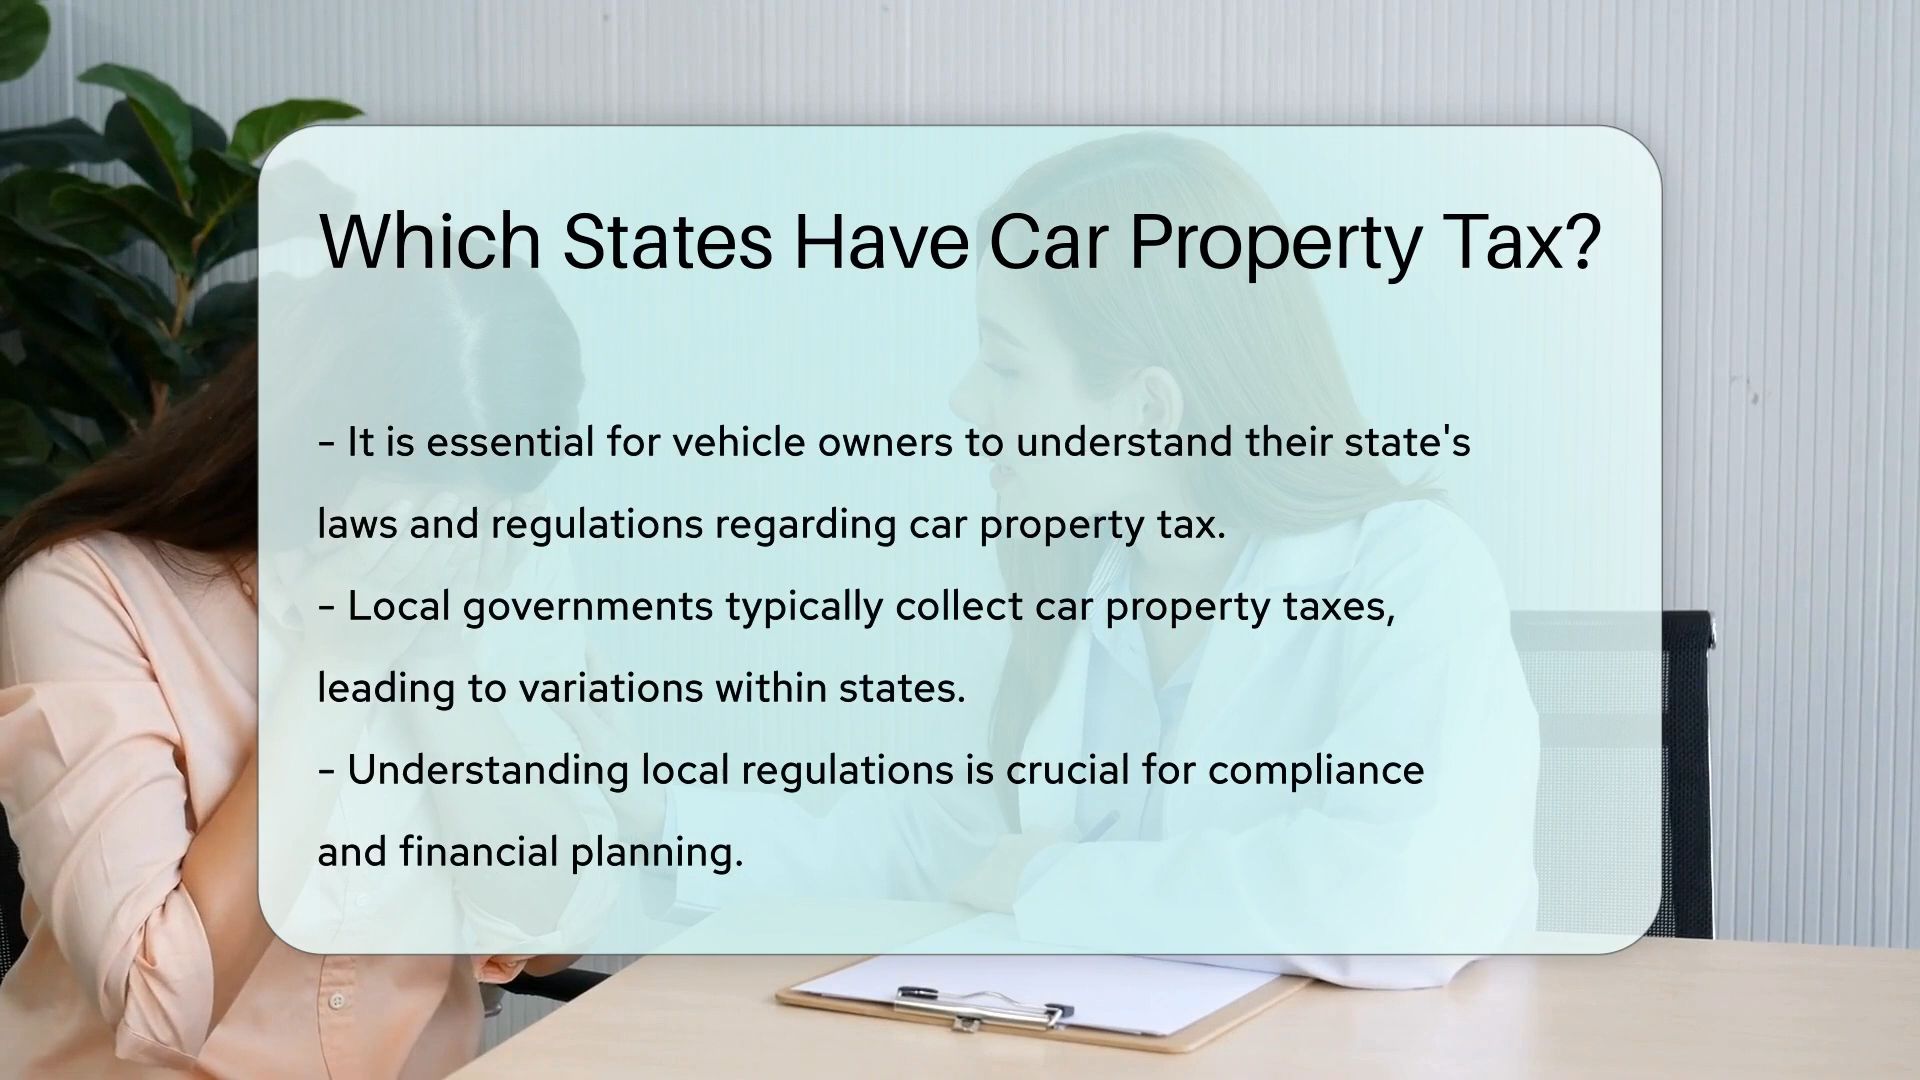 Which States Have Car Property Tax?
- It is essential for vehicle owners to understand their state's
laws and regulations regarding car property tax.
- Local governments typically collect car property taxes,
leading to variations within states.
- Understanding local regulations is crucial for compliance
and financial planning.